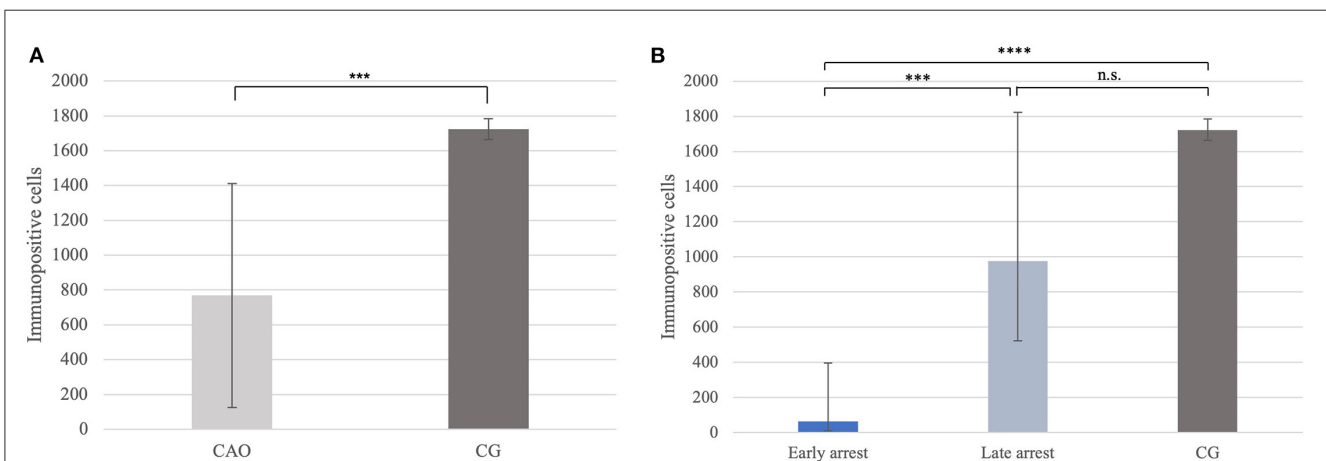 A
***
2000
1800
1600
1400
1200
1000
800
600
400
200
0
Immunopositive cells
CAO
CG
B
****
***
n.s.
2000
1800
1600
1400
1200
1000
800
600
400
200
0
Immunopositive cells
Early arrest
Late arrest
CG